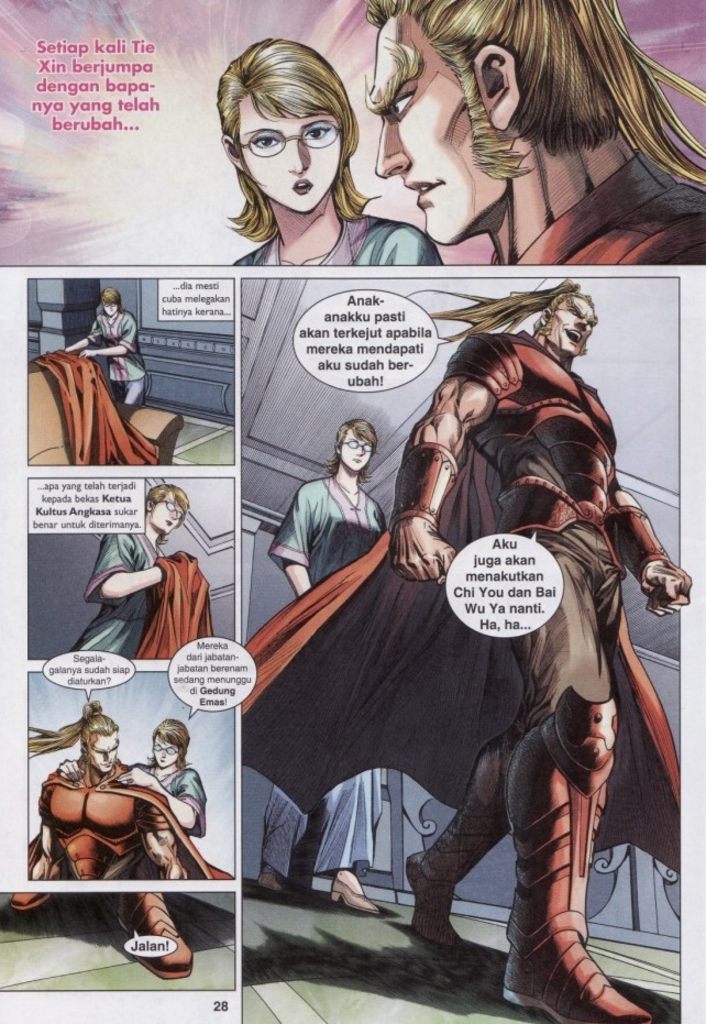 Setiap kali Tie
Xin berjumpa
dengan bapa-
nya yang telah
berubah...
...dia mesti
cuba melegakan
hatinya kerana...
...apa yang telah terjadi
kepada bekas Ketua
Kultus Angkasa sukar
benar untuk diterimanya.
Segala-
galanya sudah siap
diaturkan?
Mereka
dari jabatan-
jabatan berenam
sedang menunggu
di Gedung
Emas!
Jalan!
Anak-
anakku pasti
akan terkejut apabila
mereka mendapati
aku sudah ber-
ubah!
Aku
juga akan
menakutkan
Chi You dan Bai
Wu Ya nanti.
Ha, ha...
28